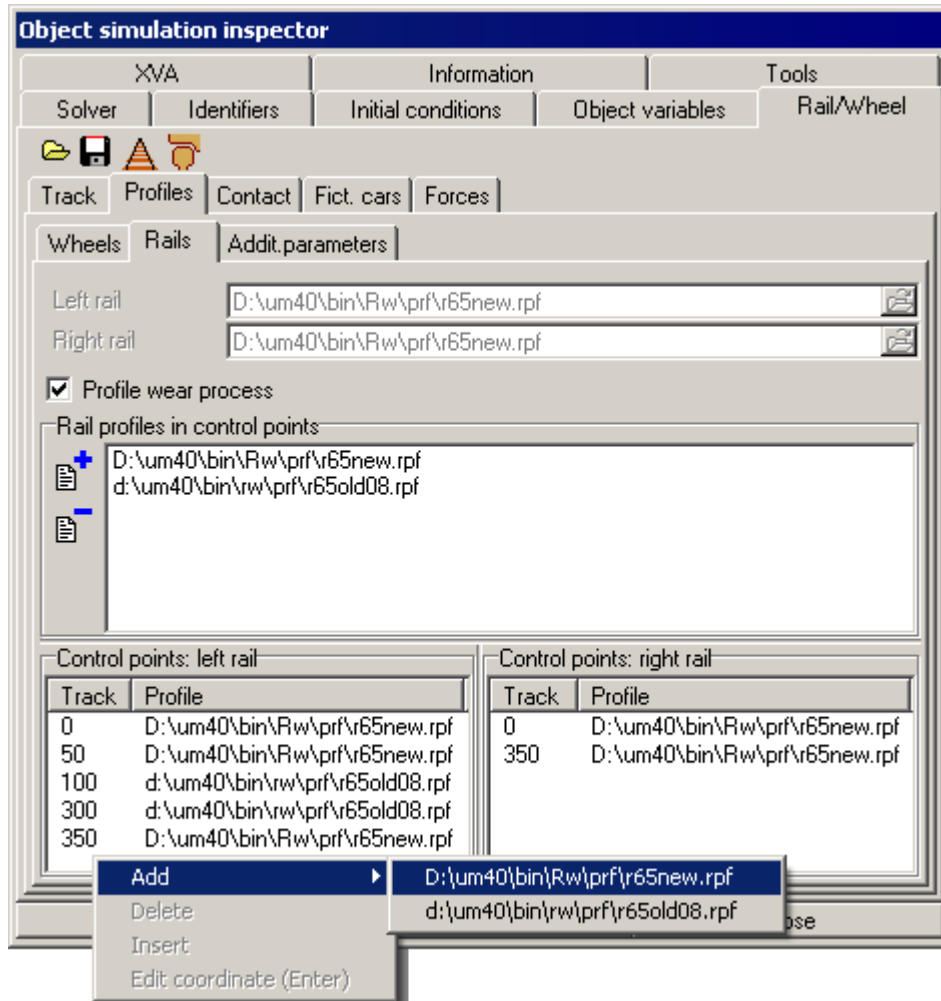 Object simulation inspector
XVA Information Tools
Solver Identifiers Initial conditions Object variables Rail/Wheel
Track Profiles Contact Fict. cars Forces
Wheels Rails Addit.parameters
Left rail D:\um40\bin\Rw\prf\r65new.rpf
Right rail D:\um40\bin\Rw\prf\r65new.rpf
Profile wear process
Rail profiles in control points
D:\um40\bin\Rw\prf\r65new.rpf
d:\um40\bin\rw\prf\r65old08.rpf
Control points: left rail
Track Profile
0 D:\um40\bin\Rw\prf\r65new.rpf
50 D:\um40\bin\Rw\prf\r65new.rpf
100 d:\um40\bin\rw\prf\r65old08.rpf
300 d:\um40\bin\rw\prf\r65old08.rpf
350 D:\um40\bin\Rw\prf\r65new.rpf
Control points: right rail
Track Profile
0 D:\um40\bin\Rw\prf\r65new.rpf
350 D:\um40\bin\Rw\prf\r65new.rpf
Add
Delete
Insert
Edit coordinate (Enter)
D:\um40\bin\Rw\prf\r65new.rpf
d:\um40\bin\rw\prf\r65old08.rpf